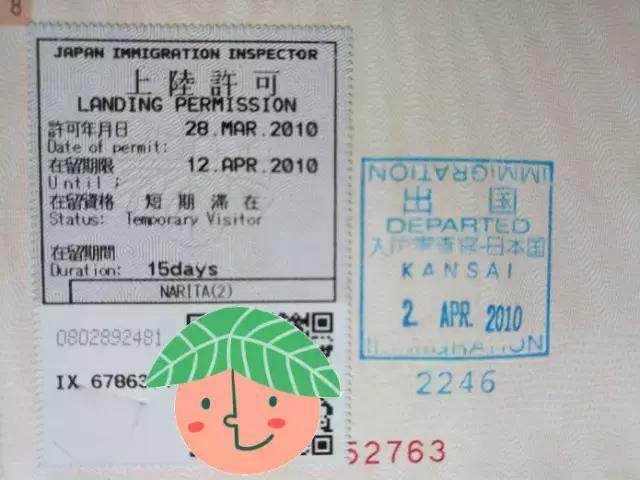 JAPAN IMMIGRATION INSPECTOR
上陸許可
LANDING PERMISSION
許可年月日 28.MAR.2010
Date of permit:
在留期限 12.APR.2010
Until ;
在留資格 短期滞在
Status: Temporary Visitor
在留期間
Duration: 15days
NARITA(2)
0802892481
IX 6786
IMMIGRATION
出国
DEPARTED
入国審査官-日本国
KANSAI
2 APR. 2010
IMMIGRATION
2246
52763